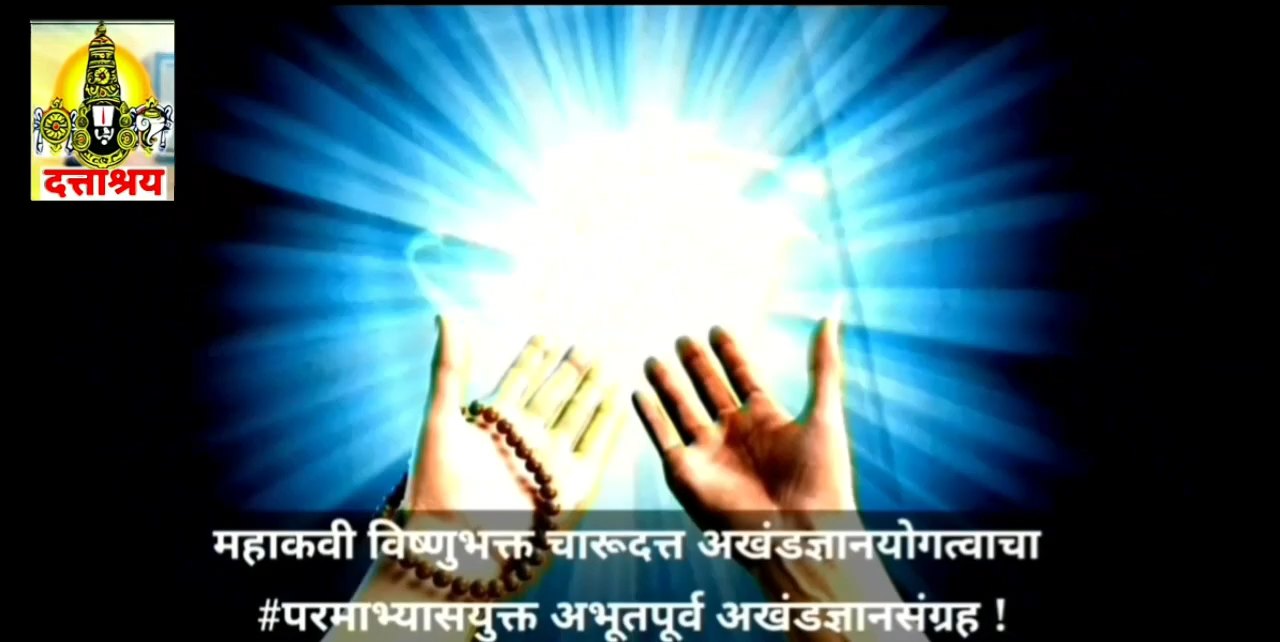 दत्ताश्रय
महाकवी विष्णुभक्त चारूदत्त अखंडज्ञानयोगत्वाचा
#परमाभ्यासयुक्त अभूतपूर्व अखंडज्ञानसंग्रह !